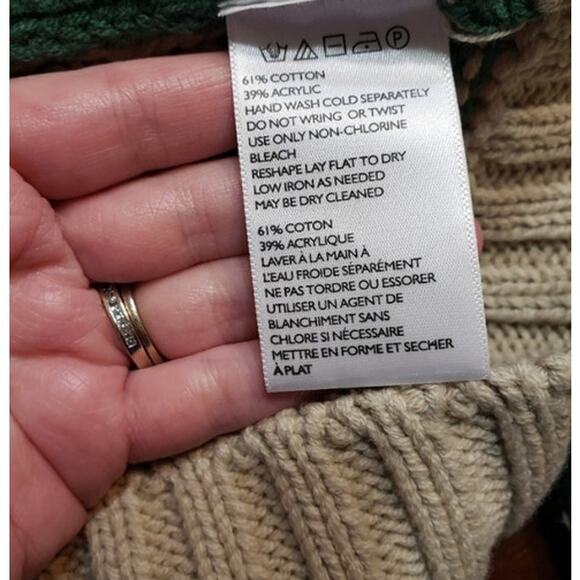 61% COTTON
39% ACRYLIC
HAND WASH COLD SEPARATELY
DO NOT WRING OR TWIST
USE ONLY NON-CHLORINE
BLEACH
RESHAPE LAY FLAT TO DRY
LOW IRON AS NEEDED
MAY BE DRY CLEANED
61% COTON
39% ACRYLIQUE
LAVER À LA MAIN À
L'EAU FROIDE SÉPARÉMENT
NE PAS TORDRE OU ESSORER
UTILISER UN AGENT DE
BLANCHIMENT SANS
CHLORE SI NÉCESSAIRE
METTRE EN FORME ET SECHER
À PLAT